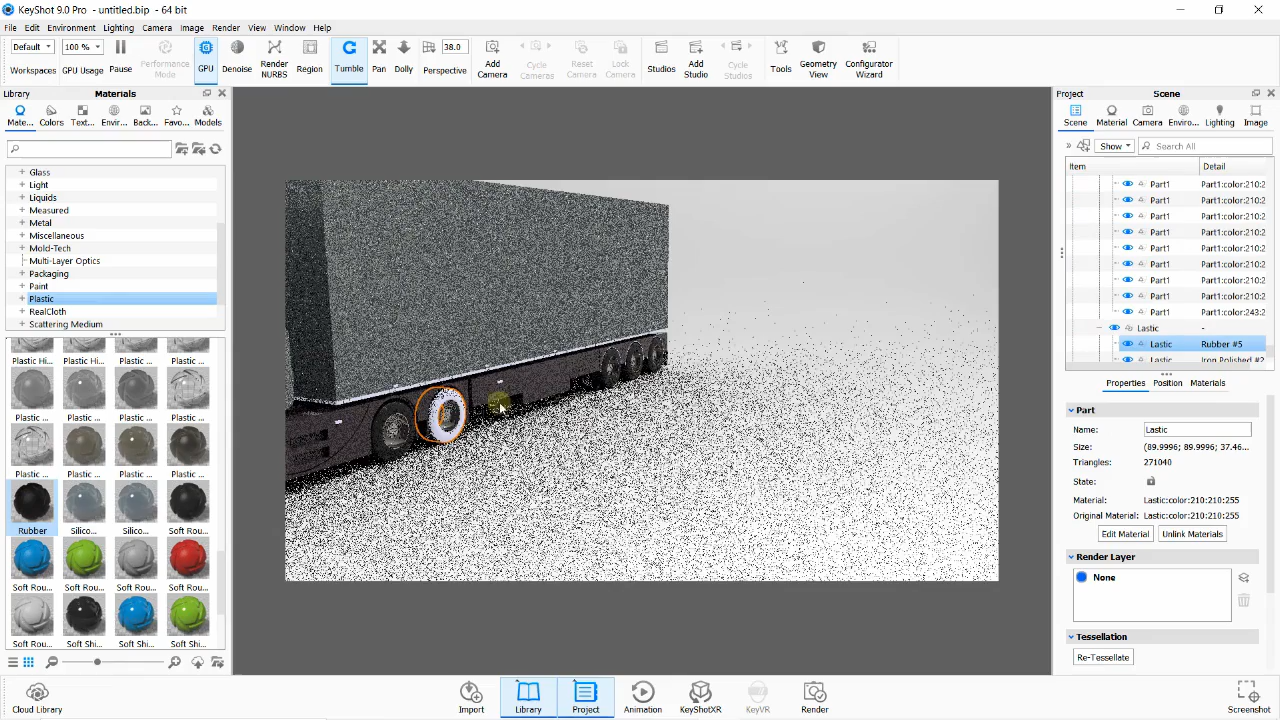 KeyShot 9.0 Pro - untitled.bip - 64 bit
File Edit Environment Lighting Camera Image Render View Window Help
Default 100 % 38.0
Workspaces GPU Usage Pause Performance Mode GPU Denoise Render NURBS Region Tumble Pan Dolly Perspective Add Camera Cycle Cameras Reset Camera Lock Camera Studios Add Studio Cycle Studios Tools Geometry View Configurator Wizard
Library Materials
Mate... Colors Text... Envir... Back... Favo... Models
Glass
Light
Liquids
Measured
Metal
Miscellaneous
Mold-Tech
Multi-Layer Optics
Packaging
Paint
Plastic
RealCloth
Scattering Medium
Plastic Hi... Plastic Hi... Plastic ... Plastic ...
Plastic ... Plastic ... Plastic ... Plastic ...
Plastic ... Plastic ... Plastic ... Plastic ...
Rubber Silico... Silico... Soft Rou...
Soft Rou... Soft Rou... Soft Rou... Soft Rou...
Soft Rou... Soft Shi... Soft Shi... Soft Shi...
Project Scene
Scene Material Camera Enviro... Lighting Image
» Show Search All
Item Detail
Part1 Part1:color:210:2
Part1 Part1:color:210:2
Part1 Part1:color:210:2
Part1 Part1:color:210:2
Part1 Part1:color:210:2
Part1 Part1:color:210:2
Part1 Part1:color:210:2
Part1 Part1:color:210:2
Part1 Part1:color:243:2
Lastic -
Lastic Rubber #5
Lastic Iron Polished #2
Properties Position Materials
Part
Name: Lastic
Size: (89.9996; 89.9996; 37.46...
Triangles: 271048
State:
Material: Lastic:color:210:210:255
Original Material: Lastic:color:210:210:255
Edit Material Unlink Materials
Render Layer
None
Tessellation
Re-Tessellate
Cloud Library Import Library Project Animation KeyShotXR KeyVR Render Screenshot